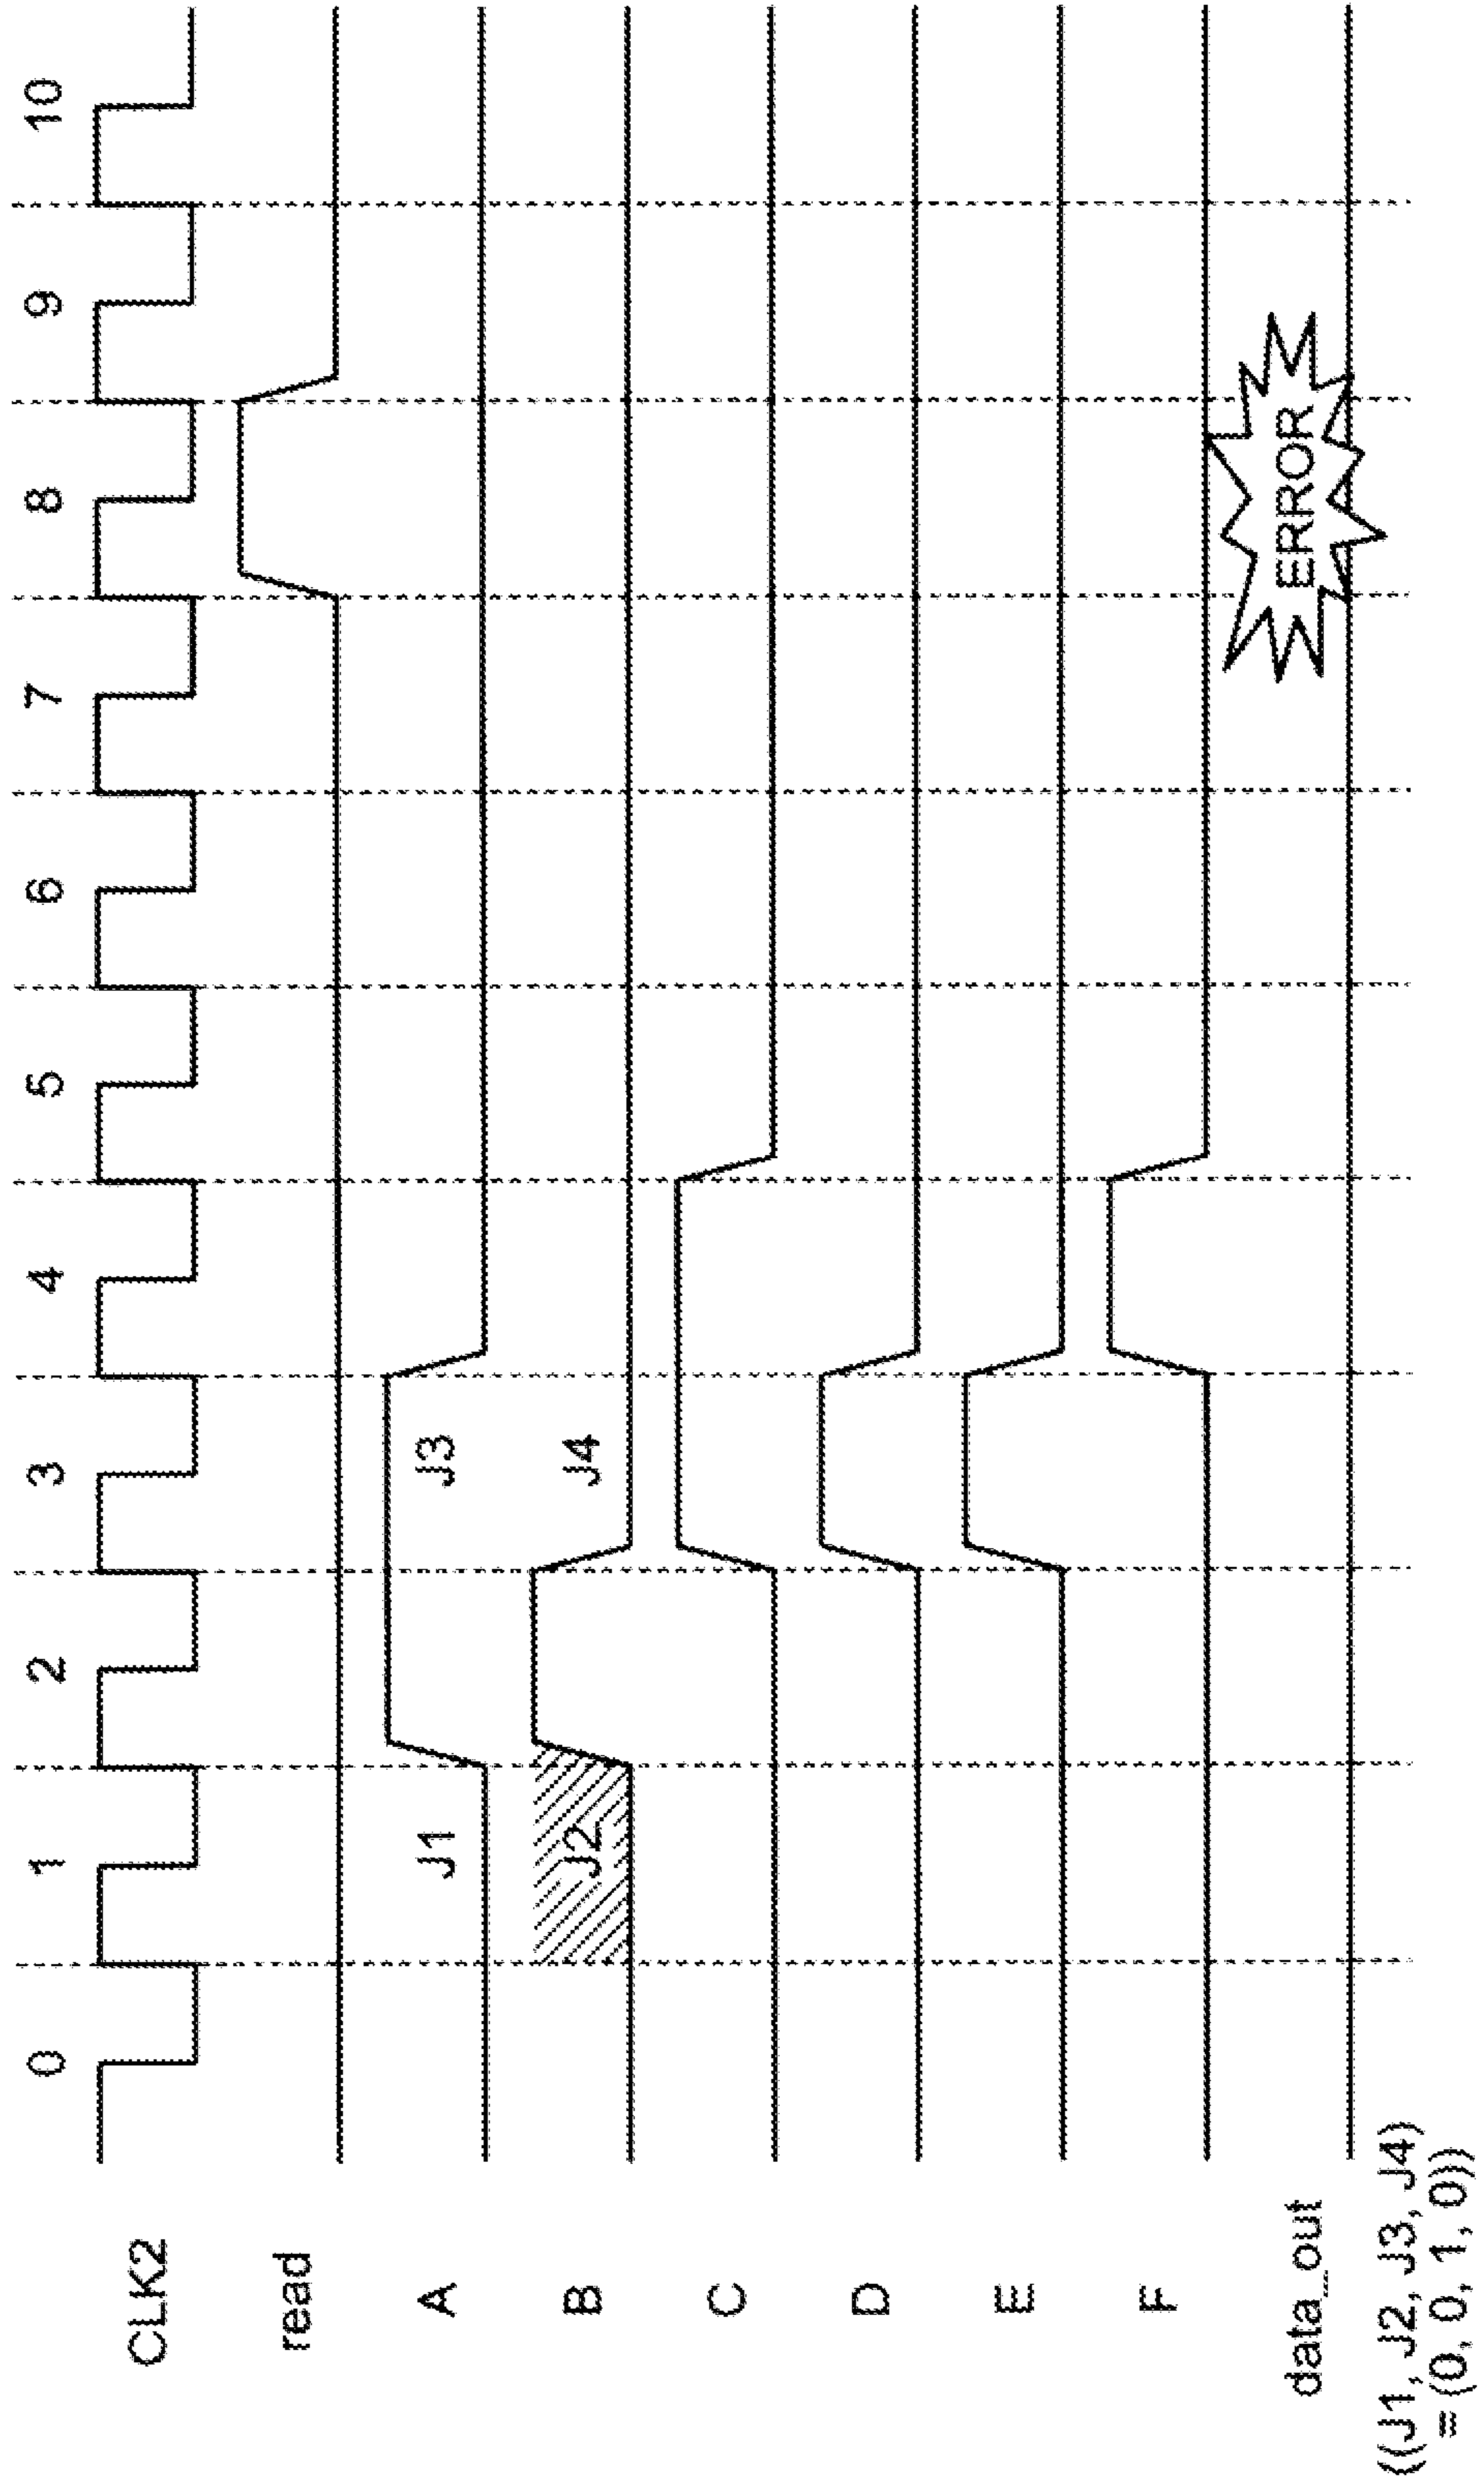 0 1 2 3 4 5 6 7 8 9 10
CLK2
read
A J1 J3
B J2 J4
C
D
E
F
data_out ERROR
((J1, J2, J3, J4)
= (0, 0, 1, 0))